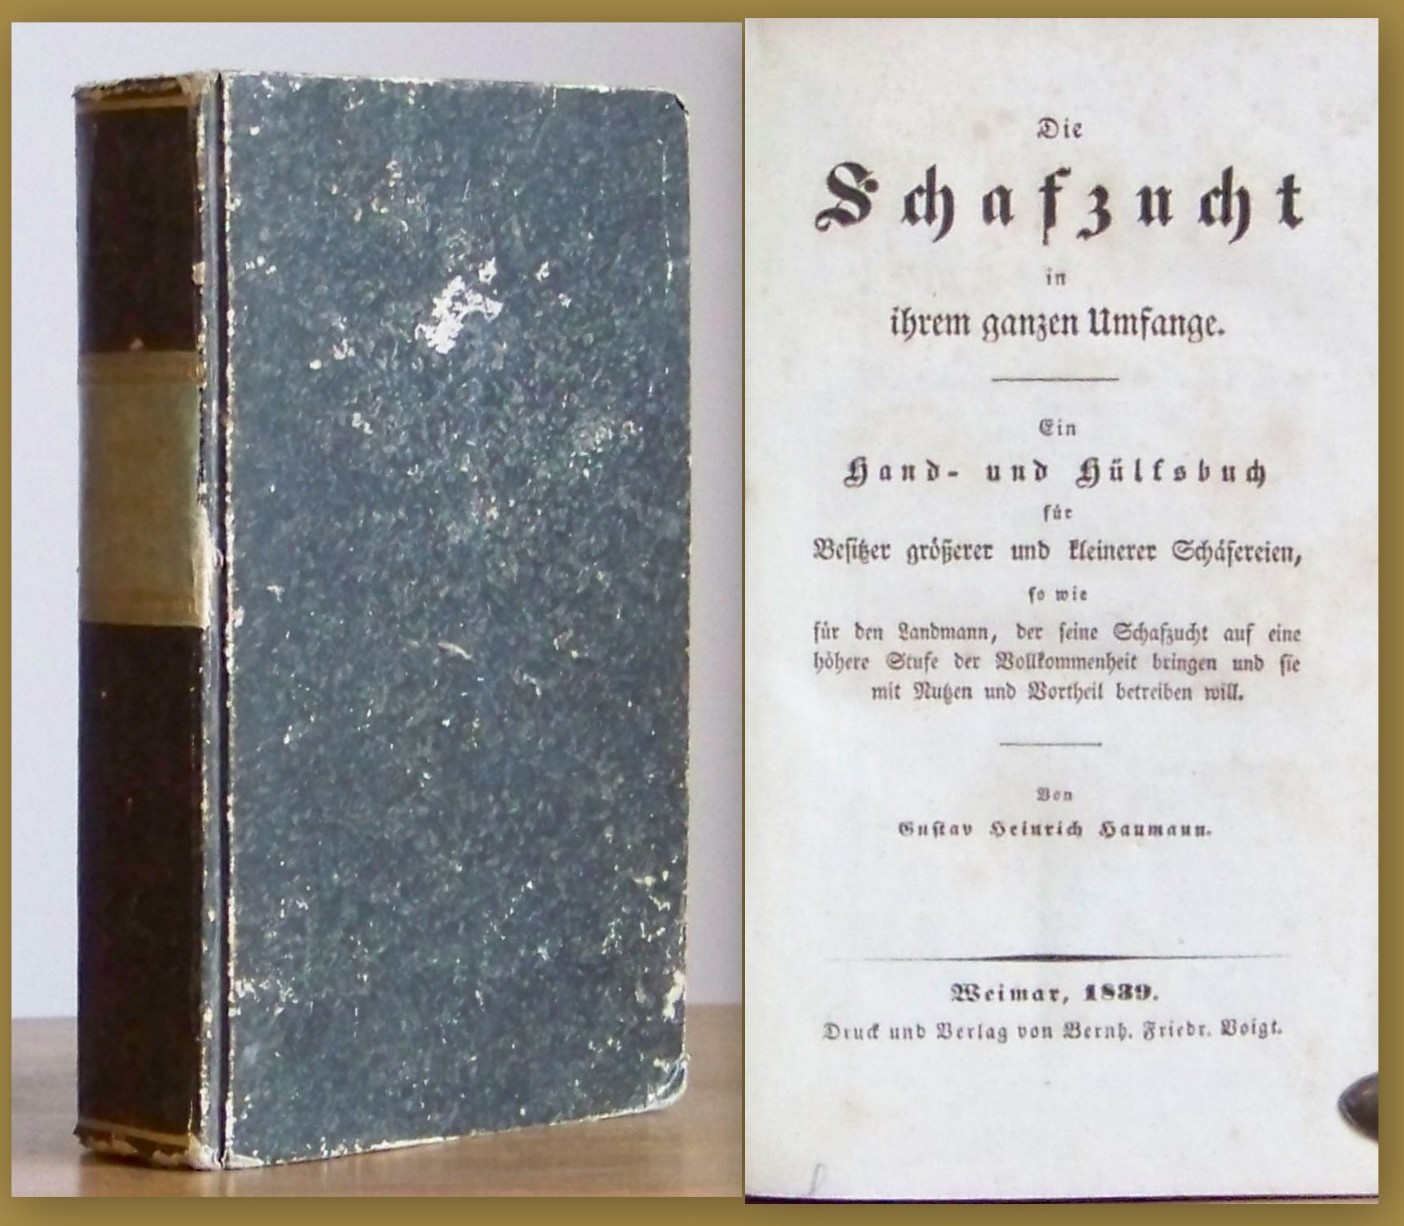 Die
Schafzucht
in
ihrem ganzen Umfange.
Ein
Hand- und Hülfsbuch
für
Besitzer größerer und kleinerer Schäfereien,
so wie
für den Landmann, der seine Schafzucht auf eine
höhere Stufe der Vollkommenheit bringen und sie
mit Nutzen und Vortheil betreiben will.
Von
Gustav Heinrich Haumann.
Weimar, 1839.
Druck und Verlag von Bernh. Friedr. Voigt.